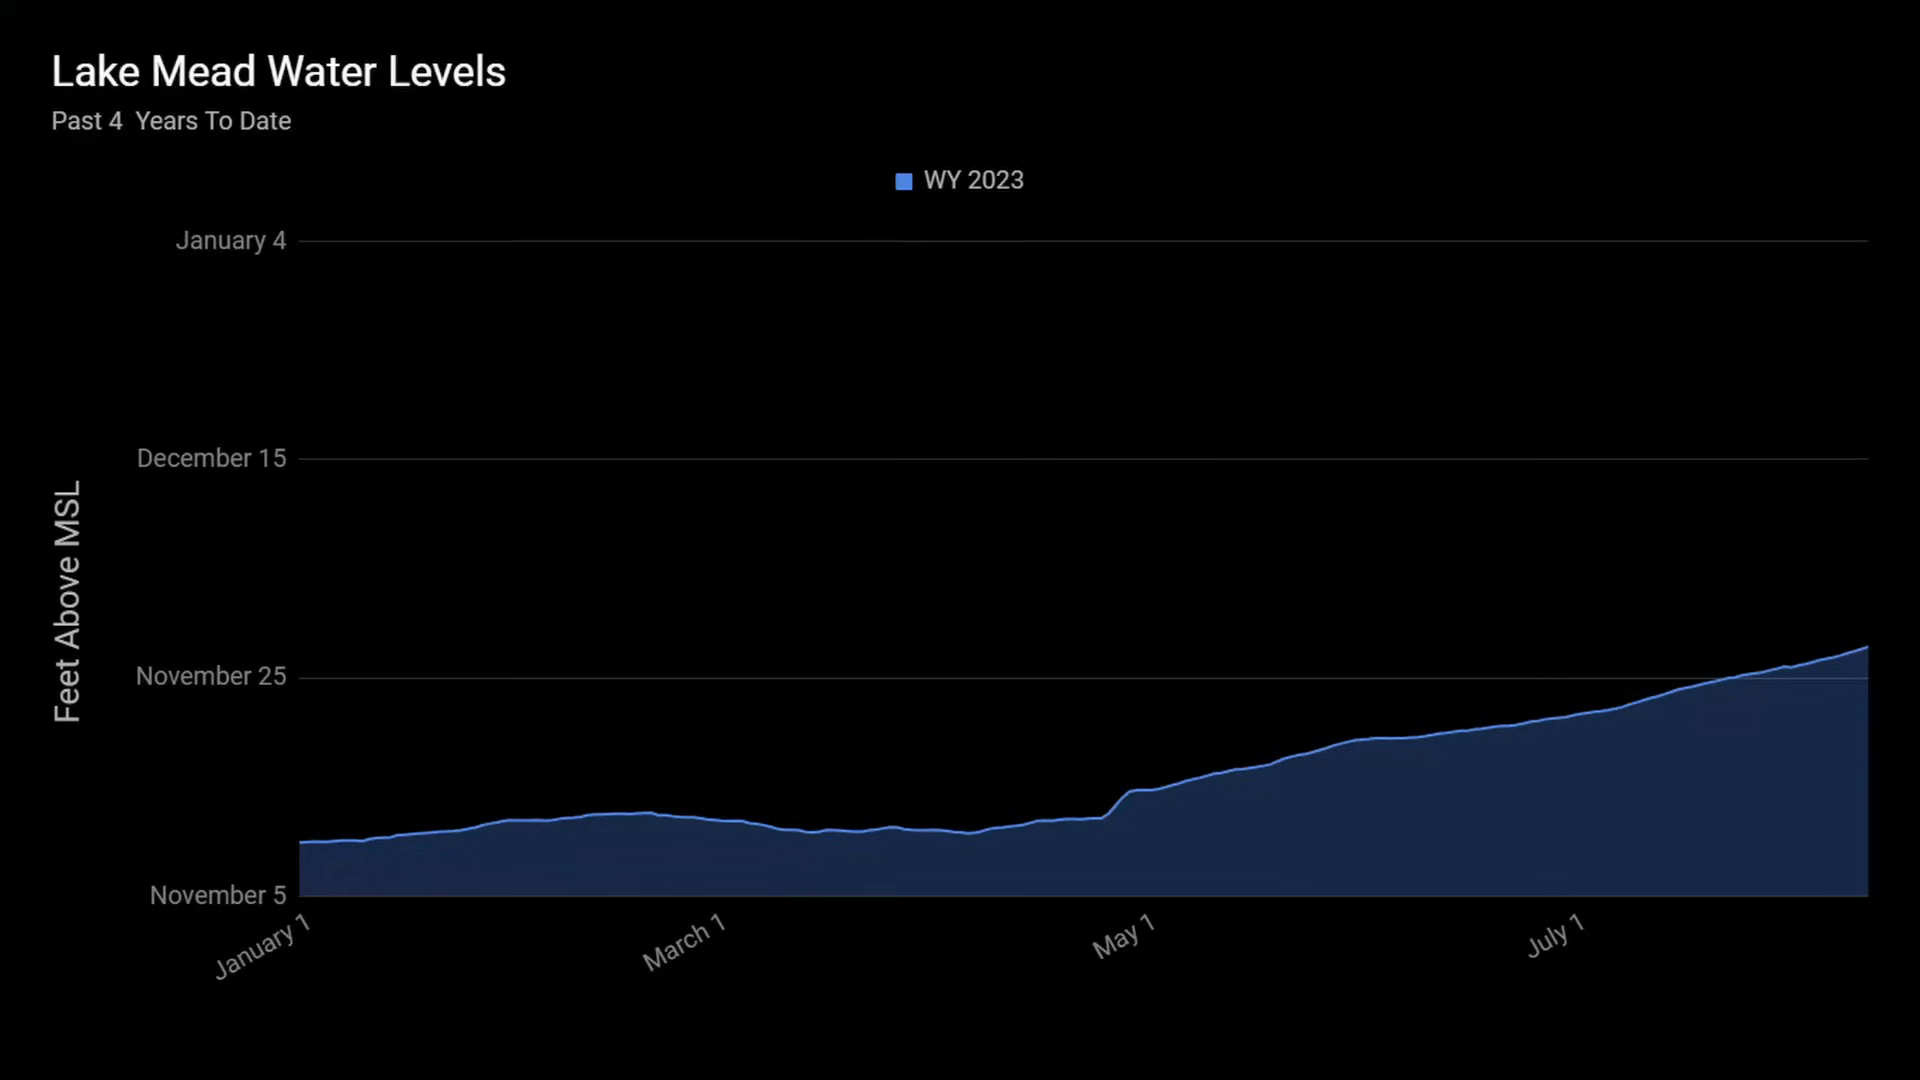 Lake Mead Water Levels
Past 4 Years To Date
WY 2023
January 4
December 15
November 25
November 5
Feet Above MSL
January 1
March 1
May 1
July 1